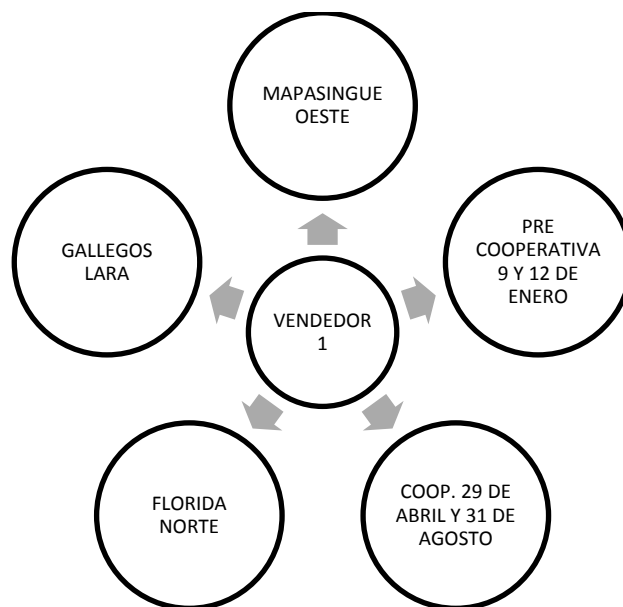 MAPASINGUE
OESTE
GALLEGOS
LARA
PRE
COOPERATIVA
9 Y 12 DE
ENERO
VENDEDOR
1
FLORIDA
NORTE
COOP. 29 DE
ABRIL Y 31 DE
AGOSTO